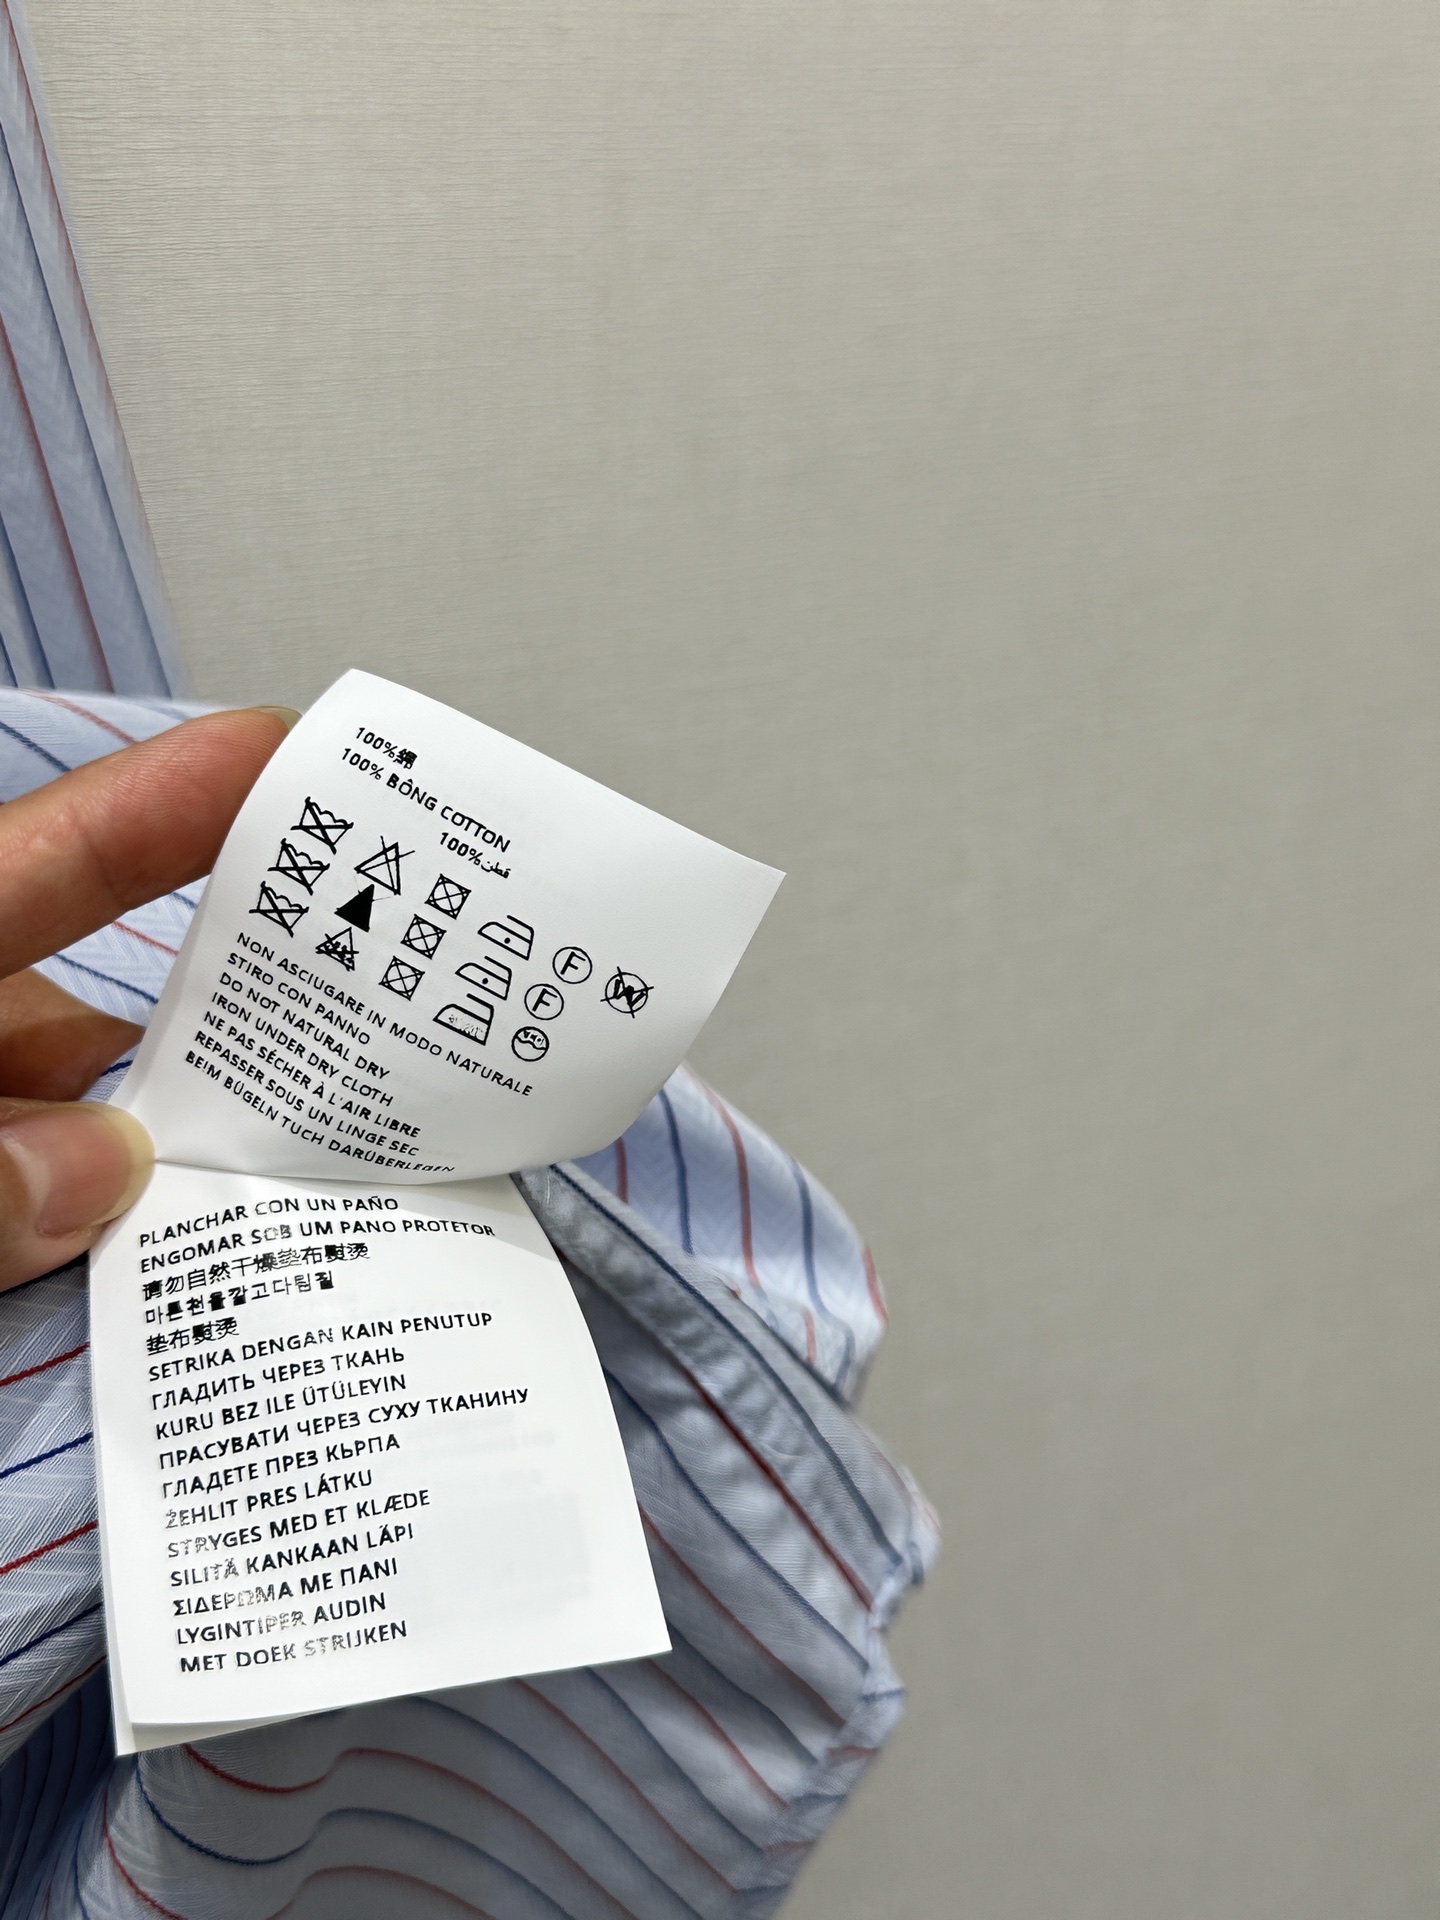 100%綿
100% BÔNG COTTON
100%قطن
F
F W
NON ASCIUGARE IN MODO NATURALE
STIRO CON PANNO
DO NOT NATURAL DRY
IRON UNDER DRY CLOTH
NE PAS SÉCHER À L'AIR LIBRE
REPASSER SOUS UN LINGE SEC
BEIM BÜGELN TUCH DARÜBERLEGEN
PLANCHAR CON UN PAÑO
ENGOMAR SOB UM PANO PROTETOR
请勿自然干燥垫布熨烫
마른천을깔고다림질
垫布熨烫
SETRIKA DENGAN KAIN PENUTUP
ГЛАДИТЬ ЧЕРЕЗ ТКАНЬ
KURU BEZ ILE ÜTÜLEYIN
ПРАСУВАТИ ЧЕРЕЗ СУХУ ТКАНИНУ
ГЛАДЕТЕ ПРЕЗ КЪРПА
ŽEHLIT PRES LÁTKU
STRYGES MED ET KLÆDE
SILITÄ KANKAAN LÄPI
ΣΙΔΕΡΩΜΑ ΜΕ ΠΑΝΙ
LYGINTI PER AUDIN
MET DOEK STRIJKEN